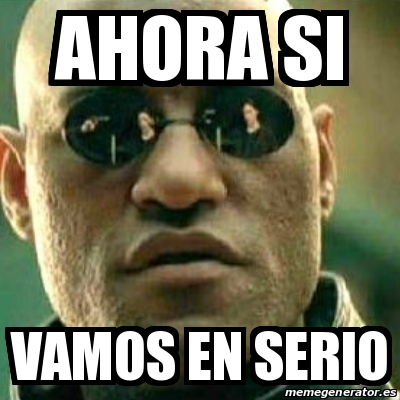 AHORA SI
VAMOS EN SERIO
memegenerator.es